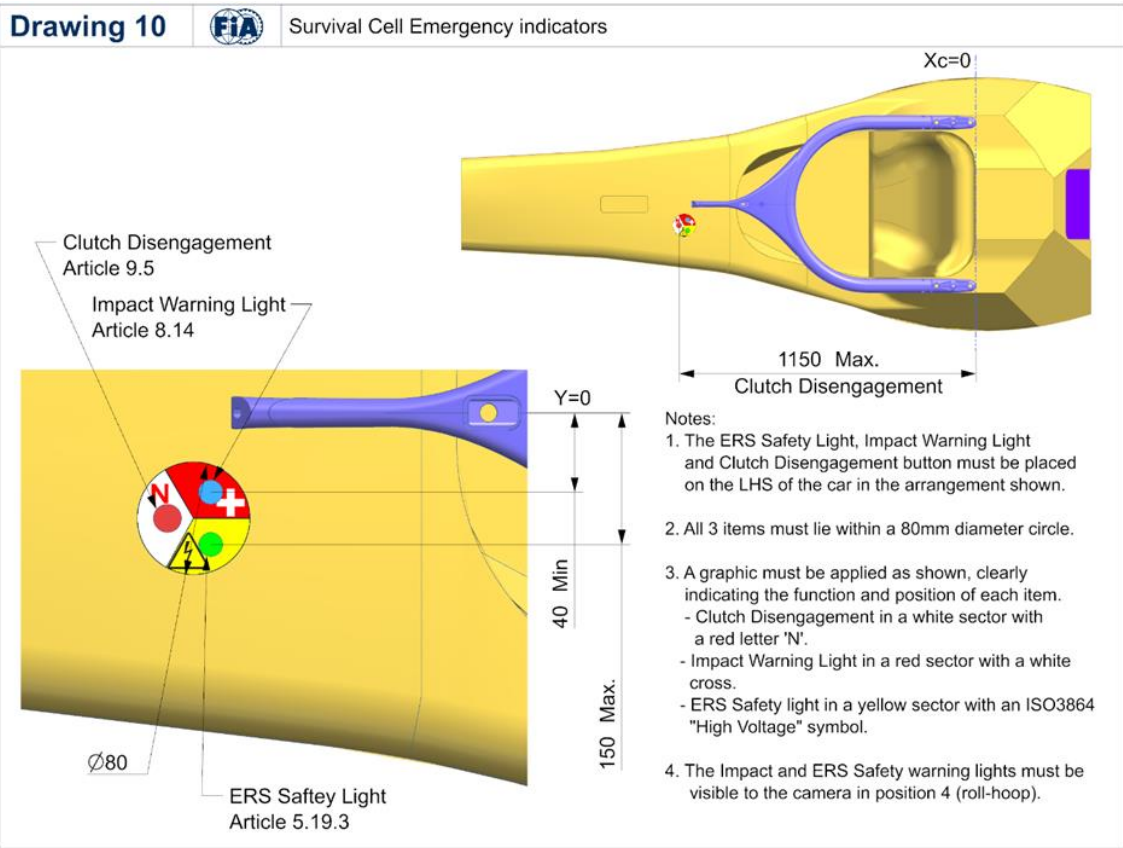 Drawing 10
FiA
Survival Cell Emergency indicators
Xc=0
Clutch Disengagement
Article 9.5
Impact Warning Light
Article 8.14
1150 Max.
Clutch Disengagement
Y=0
N
40 Min
150 Max.
Ø80
ERS Saftey Light
Article 5.19.3
Notes:
1. The ERS Safety Light, Impact Warning Light
and Clutch Disengagement button must be placed
on the LHS of the car in the arrangement shown.
2. All 3 items must lie within a 80mm diameter circle.
3. A graphic must be applied as shown, clearly
indicating the function and position of each item.
- Clutch Disengagement in a white sector with
a red letter 'N'.
- Impact Warning Light in a red sector with a white
cross.
- ERS Safety light in a yellow sector with an ISO3864
"High Voltage" symbol.
4. The Impact and ERS Safety warning lights must be
visible to the camera in position 4 (roll-hoop).